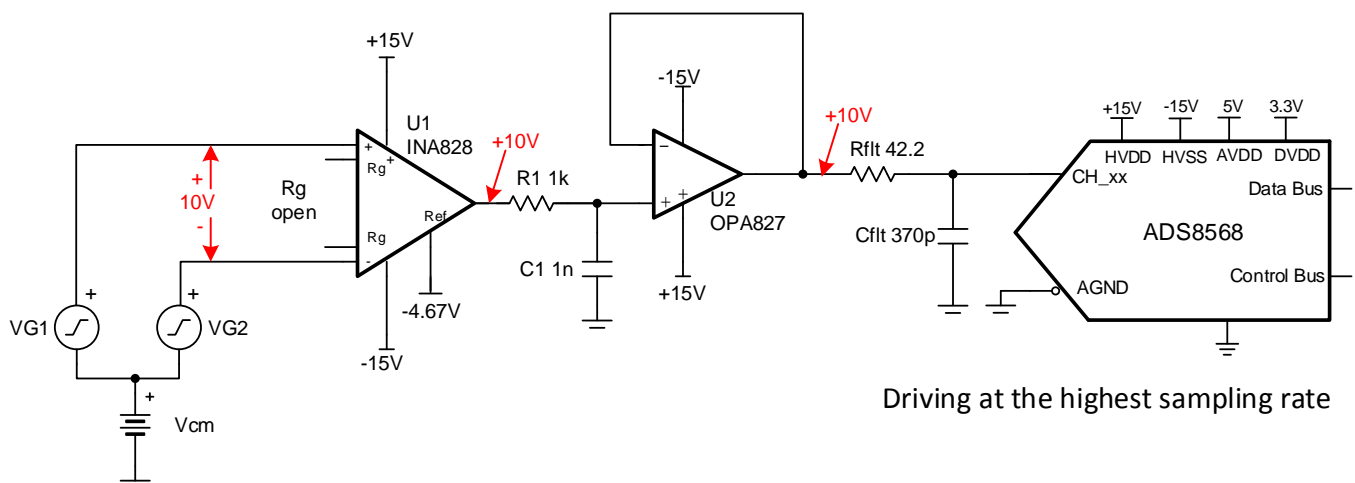 +15V
U1
INA828
+
Rg
+
+
10V
-
Rg
open
Rg
-
Ref
-4.67V
-15V
+
VG1
+
VG2
+
Vcm
+10V
R1 1k
C1 1n
-15V
-
+
+
U2
OPA827
+15V
+10V
Rflt 42.2
Cflt 370p
+15V
-15V
5V
3.3V
HVDD
HVSS
AVDD
DVDD
CH_xx
Data Bus
ADS8568
Control Bus
AGND
Driving at the highest sampling rate